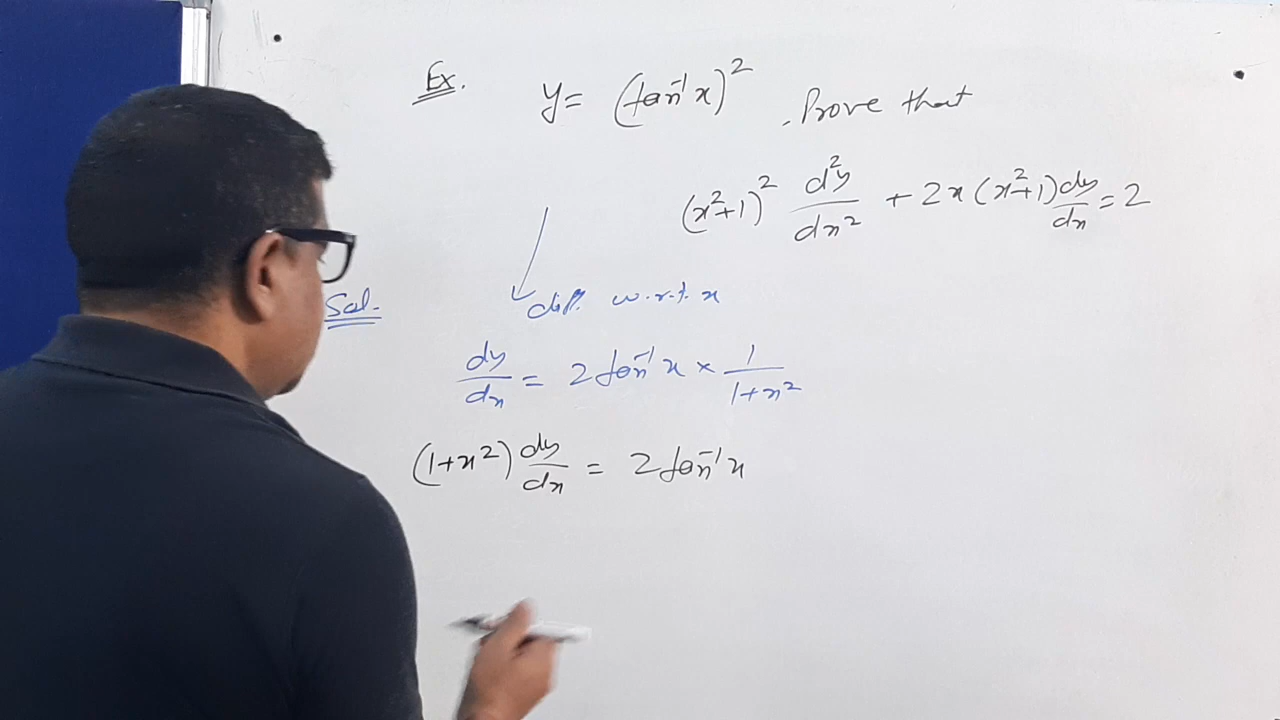 Ex. y = (tan⁻¹x)² , Prove that
(x²+1)² d²y/dx² + 2x(x²+1) dy/dx = 2
Sol. diff. w.r.t. x
dy/dx = 2 tan⁻¹x × 1/1+x²
(1+x²) dy/dx = 2 tan⁻¹x